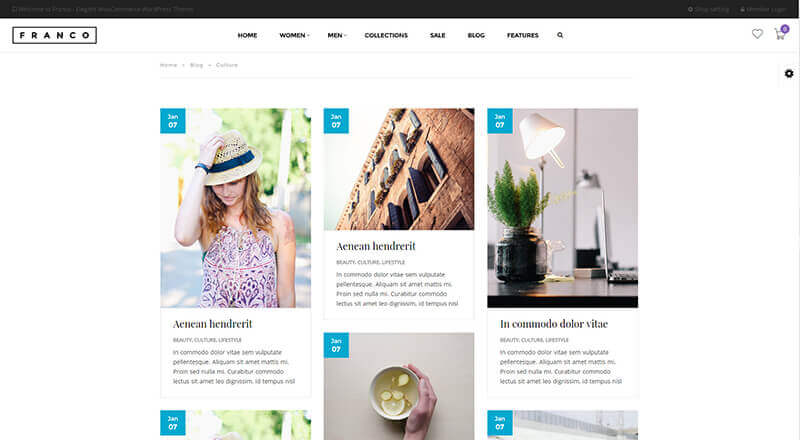 Welcome to Franco - Elegant WooCommerce WordPress Theme!
Shop setting
Member Login
FRANCO
HOME WOMEN MEN COLLECTIONS SALE BLOG FEATURES
0
Home » Blog » Culture
Jan
07
Aenean hendrerit
BEAUTY, CULTURE, LIFESTYLE
In commodo dolor vitae sem vulputate
pellentesque. Aliquam sit amet mattis mi.
Proin sed nulla mi. Curabitur commodo
lectus sit amet leo dignissim, id tempus nisl
Jan
07
Aenean hendrerit
BEAUTY, CULTURE, LIFESTYLE
In commodo dolor vitae sem vulputate
pellentesque. Aliquam sit amet mattis mi.
Proin sed nulla mi. Curabitur commodo
lectus sit amet leo dignissim, id tempus nisl
Jan
07
In commodo dolor vitae
BEAUTY, CULTURE, LIFESTYLE
In commodo dolor vitae sem vulputate
pellentesque. Aliquam sit amet mattis mi.
Proin sed nulla mi. Curabitur commodo
lectus sit amet leo dignissim, id tempus nisl
Jan
07
Jan
07
Jan
07